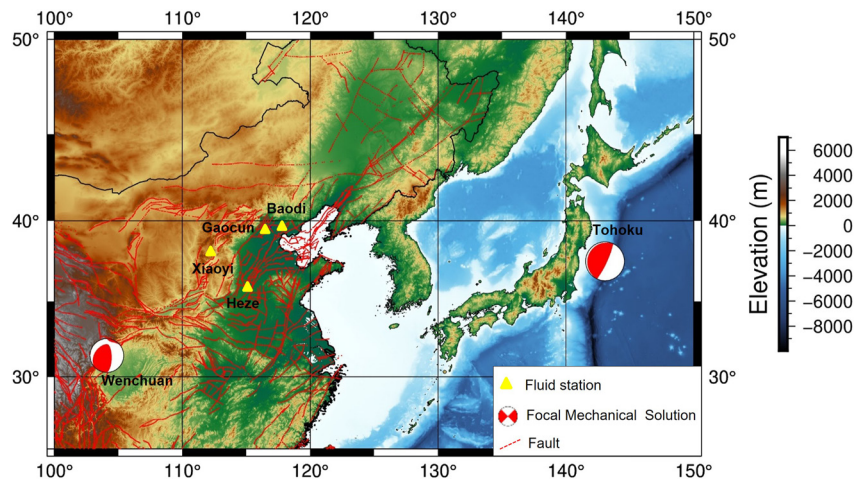 100° 110° 120° 130° 140° 150°
50° 50°
Baodi
40° Gaocun 40°
Tohoku
Xiaoyi
Heze
Wenchuan
30° 30°
Fluid station
Focal Mechanical Solution
Fault
100° 110° 120° 130° 140° 150°
Elevation (m)
6000
4000
2000
0
−2000
−4000
−6000
−8000